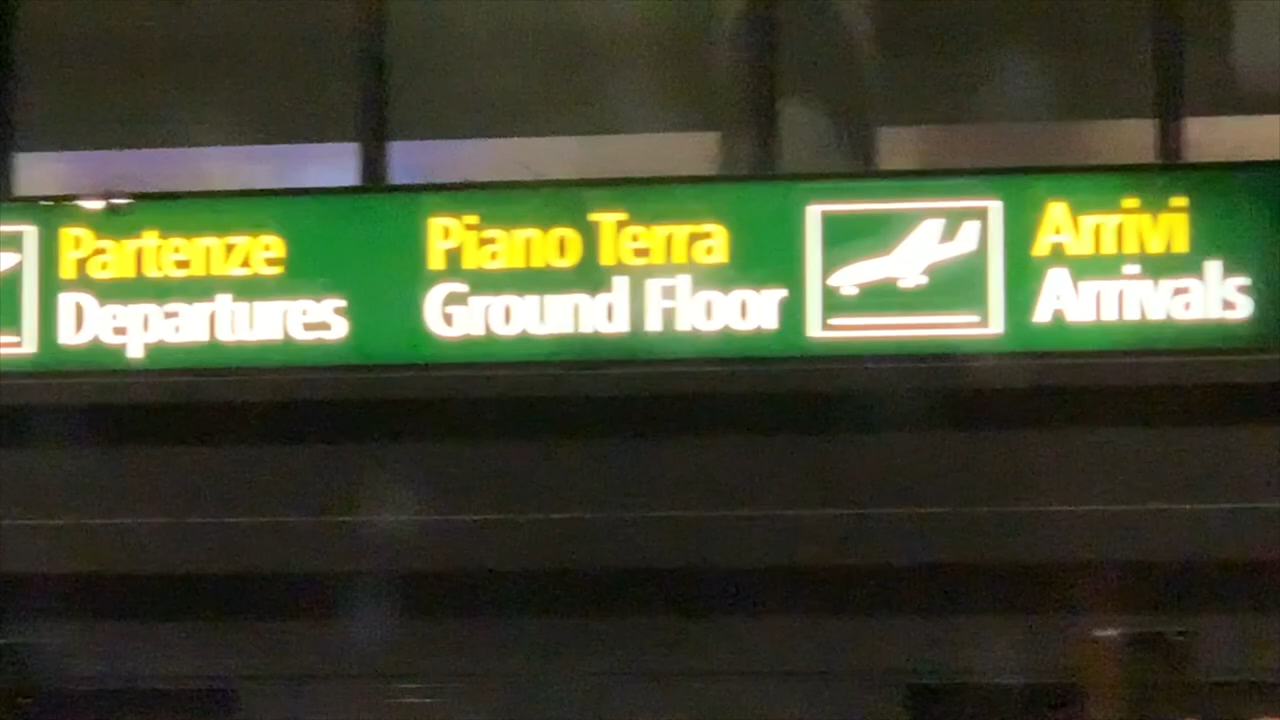 Partenze
Departures
Piano Terra
Ground Floor
Arrivi
Arrivals